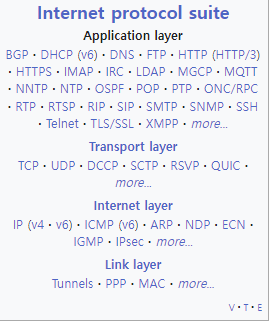 Internet protocol suite
Application layer
BGP · DHCP (v6) · DNS · FTP · HTTP (HTTP/3)
· HTTPS · IMAP · IRC · LDAP · MGCP · MQTT
· NNTP · NTP · OSPF · POP · PTP · ONC/RPC
· RTP · RTSP · RIP · SIP · SMTP · SNMP · SSH
· Telnet · TLS/SSL · XMPP · more...
Transport layer
TCP · UDP · DCCP · SCTP · RSVP · QUIC ·
more...
Internet layer
IP (v4 · v6) · ICMP (v6) · ARP · NDP · ECN ·
IGMP · IPsec · more...
Link layer
Tunnels · PPP · MAC · more...
V · T · E